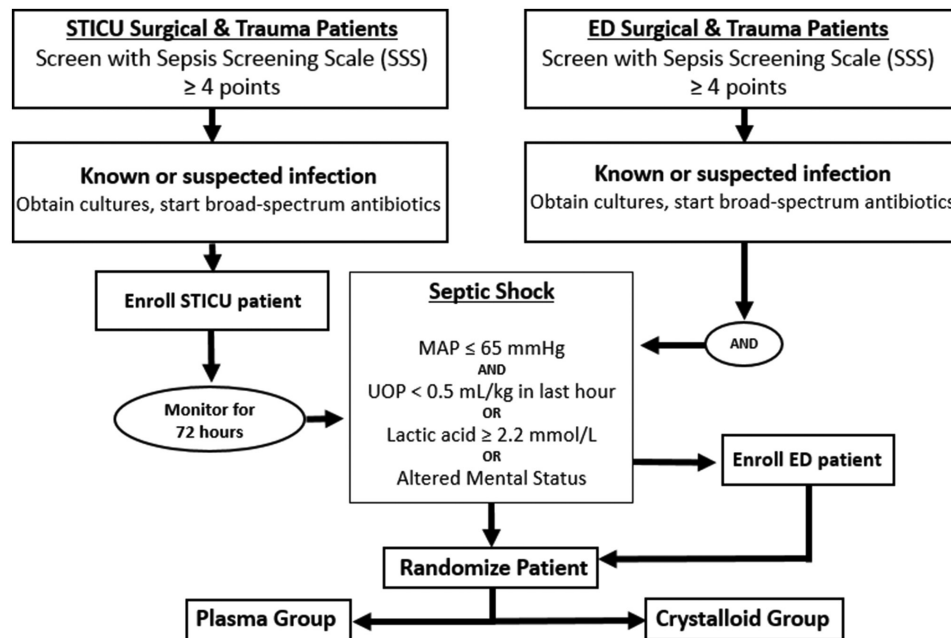 STICU Surgical & Trauma Patients
Screen with Sepsis Screening Scale (SSS)
≥ 4 points
ED Surgical & Trauma Patients
Screen with Sepsis Screening Scale (SSS)
≥ 4 points
Known or suspected infection
Obtain cultures, start broad-spectrum antibiotics
Known or suspected infection
Obtain cultures, start broad-spectrum antibiotics
Enroll STICU patient
Monitor for
72 hours
Septic Shock
MAP ≤ 65 mmHg
AND
UOP < 0.5 mL/kg in last hour
OR
Lactic acid ≥ 2.2 mmol/L
OR
Altered Mental Status
AND
Enroll ED patient
Randomize Patient
Plasma Group
Crystalloid Group